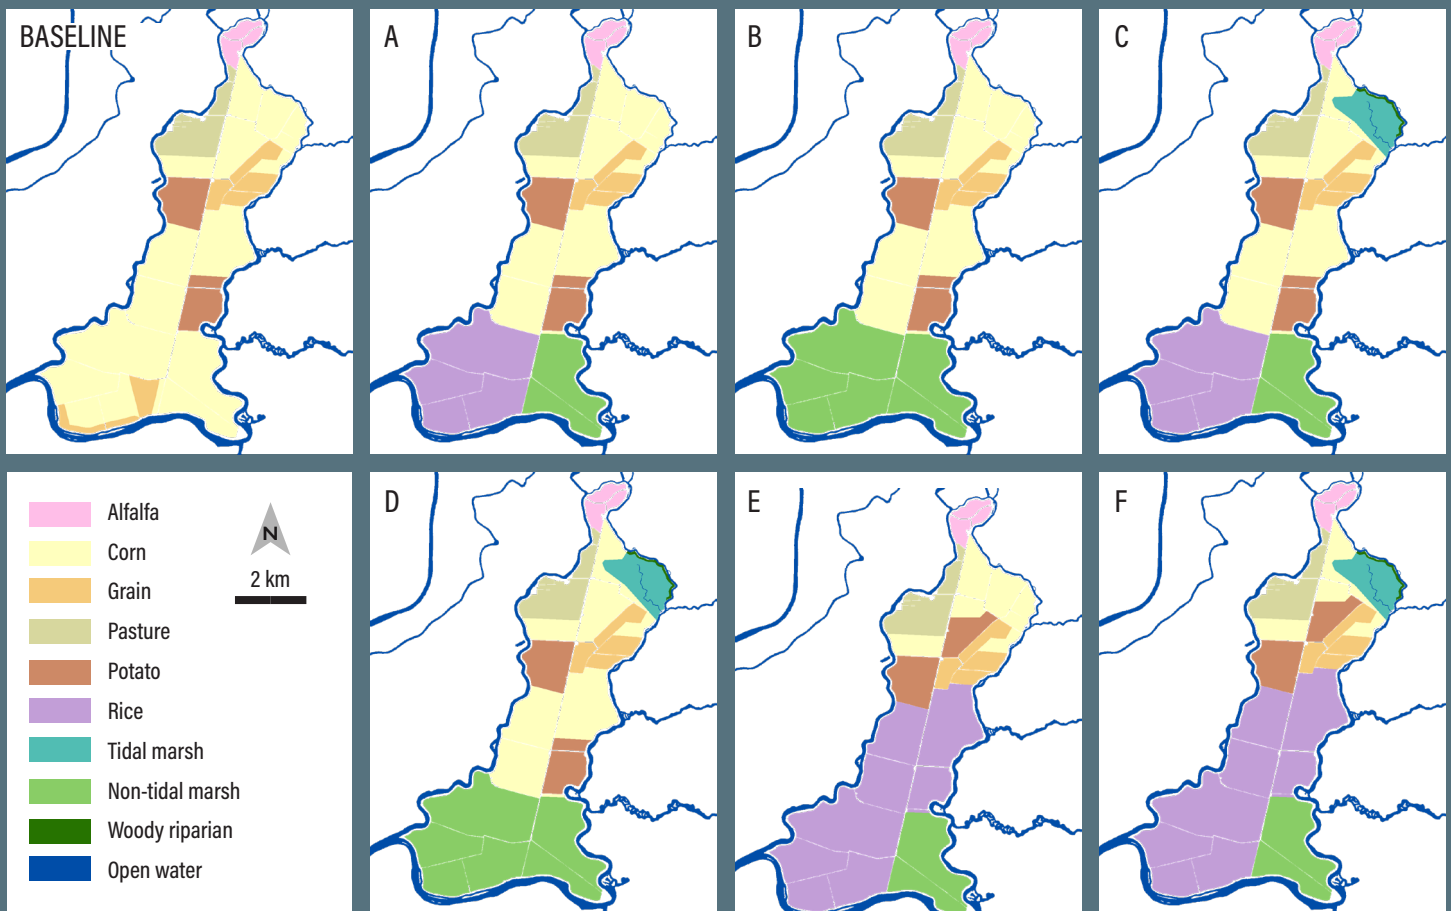 BASELINE
A
B
C
Alfalfa
Corn
Grain
Pasture
Potato
Rice
Tidal marsh
Non-tidal marsh
Woody riparian
Open water
N
2 km
D
E
F